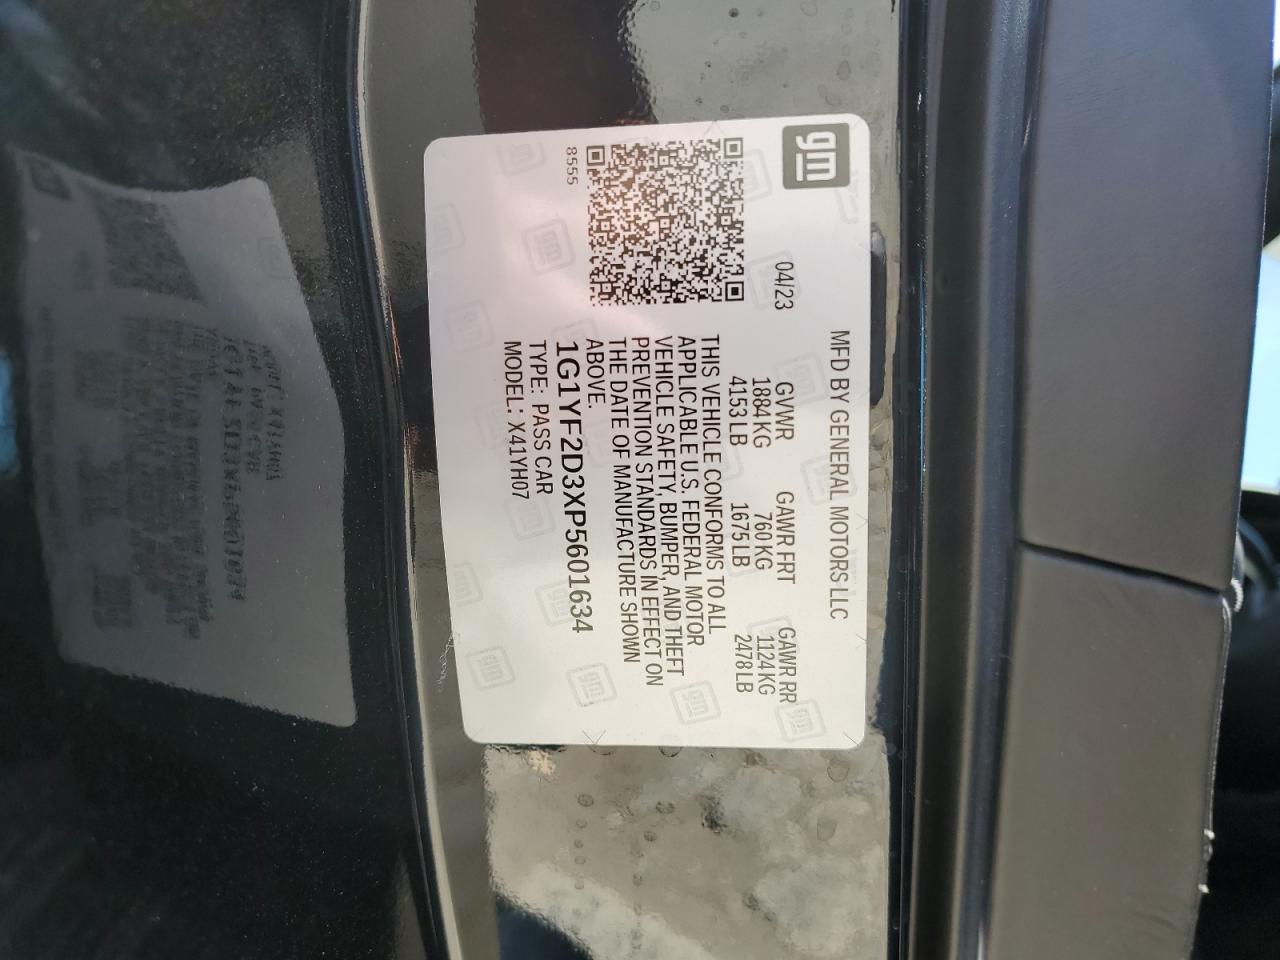 gm
MFD BY GENERAL MOTORS LLC
04/23
GVWR GAWR FRT GAWR RR
1884 KG 760 KG 1124 KG
4153 LB 1675 LB 2478 LB
THIS VEHICLE CONFORMS TO ALL
APPLICABLE U.S. FEDERAL MOTOR
VEHICLE SAFETY, BUMPER, AND THEFT
PREVENTION STANDARDS IN EFFECT ON
THE DATE OF MANUFACTURE SHOWN
ABOVE.
1G1YF2D3XP5601634
TYPE: PASS CAR
MODEL: X41YH07
8555